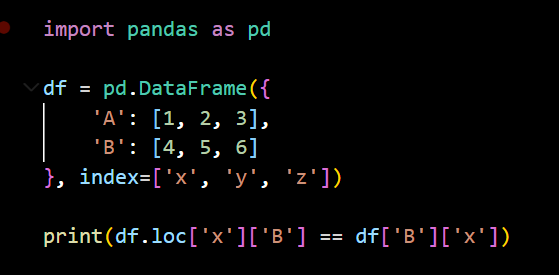 import pandas as pd
df = pd.DataFrame({
    'A': [1, 2, 3],
    'B': [4, 5, 6]
}, index=['x', 'y', 'z'])
print(df.loc['x']['B'] == df['B']['x'])